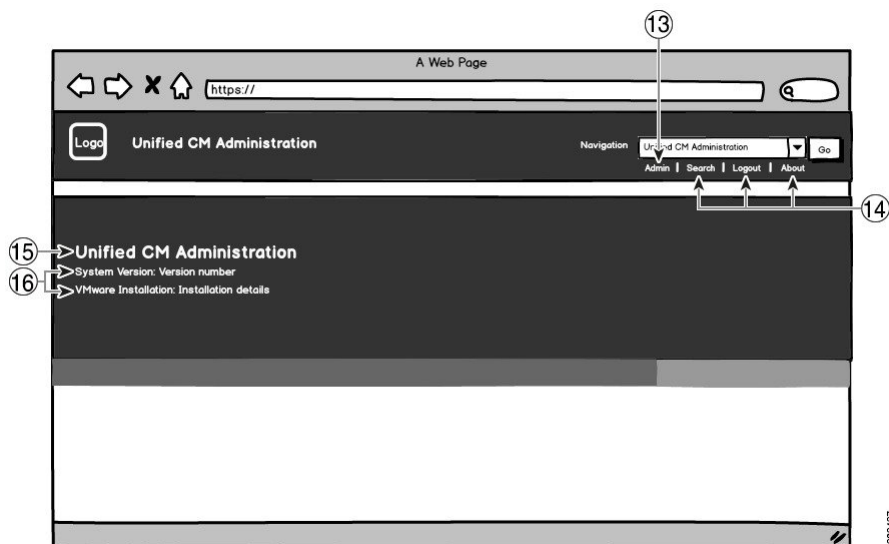 13
A Web Page
https://
Logo
Unified CM Administration
Navigation
Unified CM Administration
Go
Admin | Search | Logout | About
14
15
Unified CM Administration
16
System Version: Version number
VMware Installation: Installation details